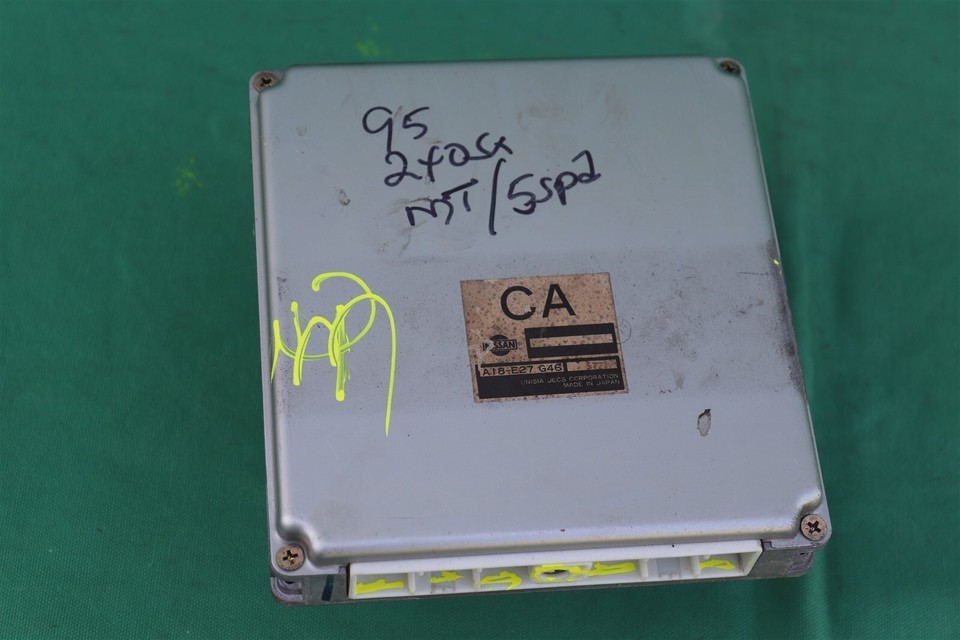 95
240sx
MT/5spd
CA
NISSAN
A18-E27 G46
UNISIA JECS CORPORATION
MADE IN JAPAN